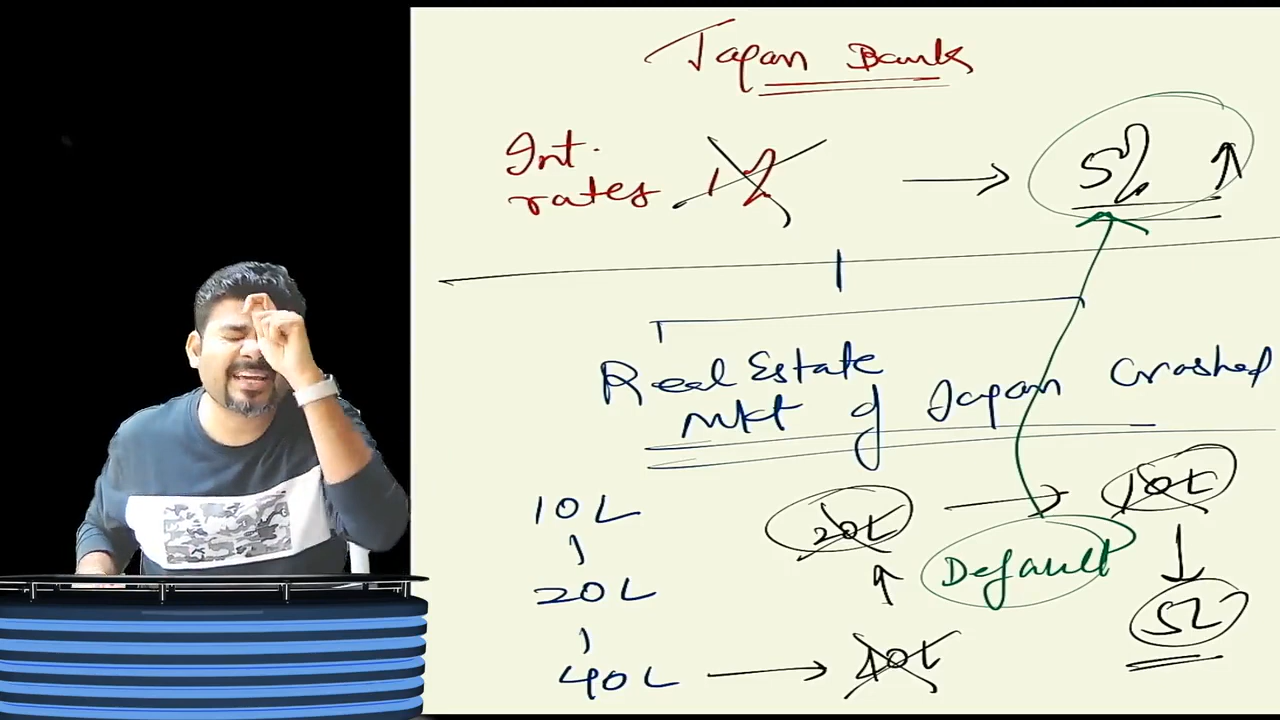 Japan Bank
Int.
rates 1% → 5% ↑
Real Estate
Mkt of Japan Crashed
10L
20L → 10L
Default
20L
5L
40L → 40L